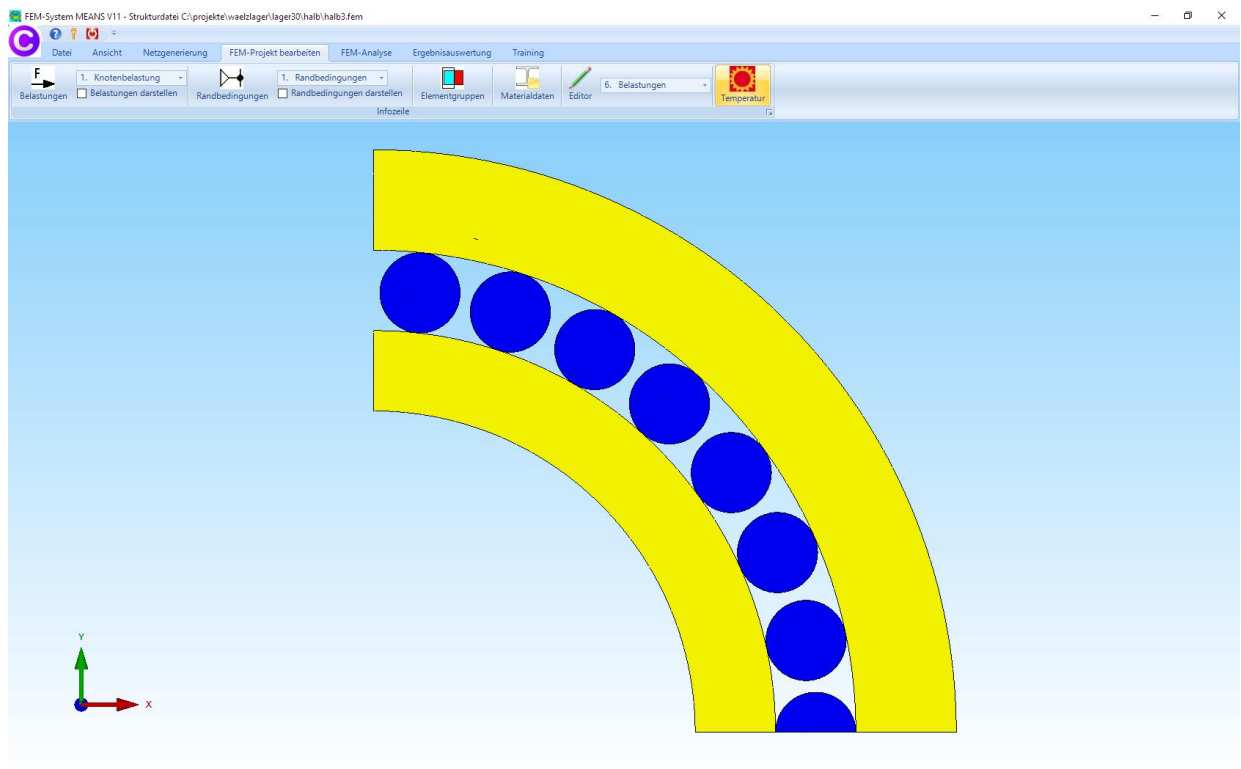 FEM-System MEANS V11 - Strukturdatei C:\projekte\waelzlager\lager30\halb\halb3.fem
C
Datei Ansicht Netzgenerierung FEM-Projekt bearbeiten FEM-Analyse Ergebnisauswertung Training
F
1. Knotenbelastung 1. Randbedingungen 6. Belastungen
Belastungen darstellen Randbedingungen darstellen
Belastungen Randbedingungen Elementgruppen Materialdaten Editor Temperatur
Infozeile
Y
X